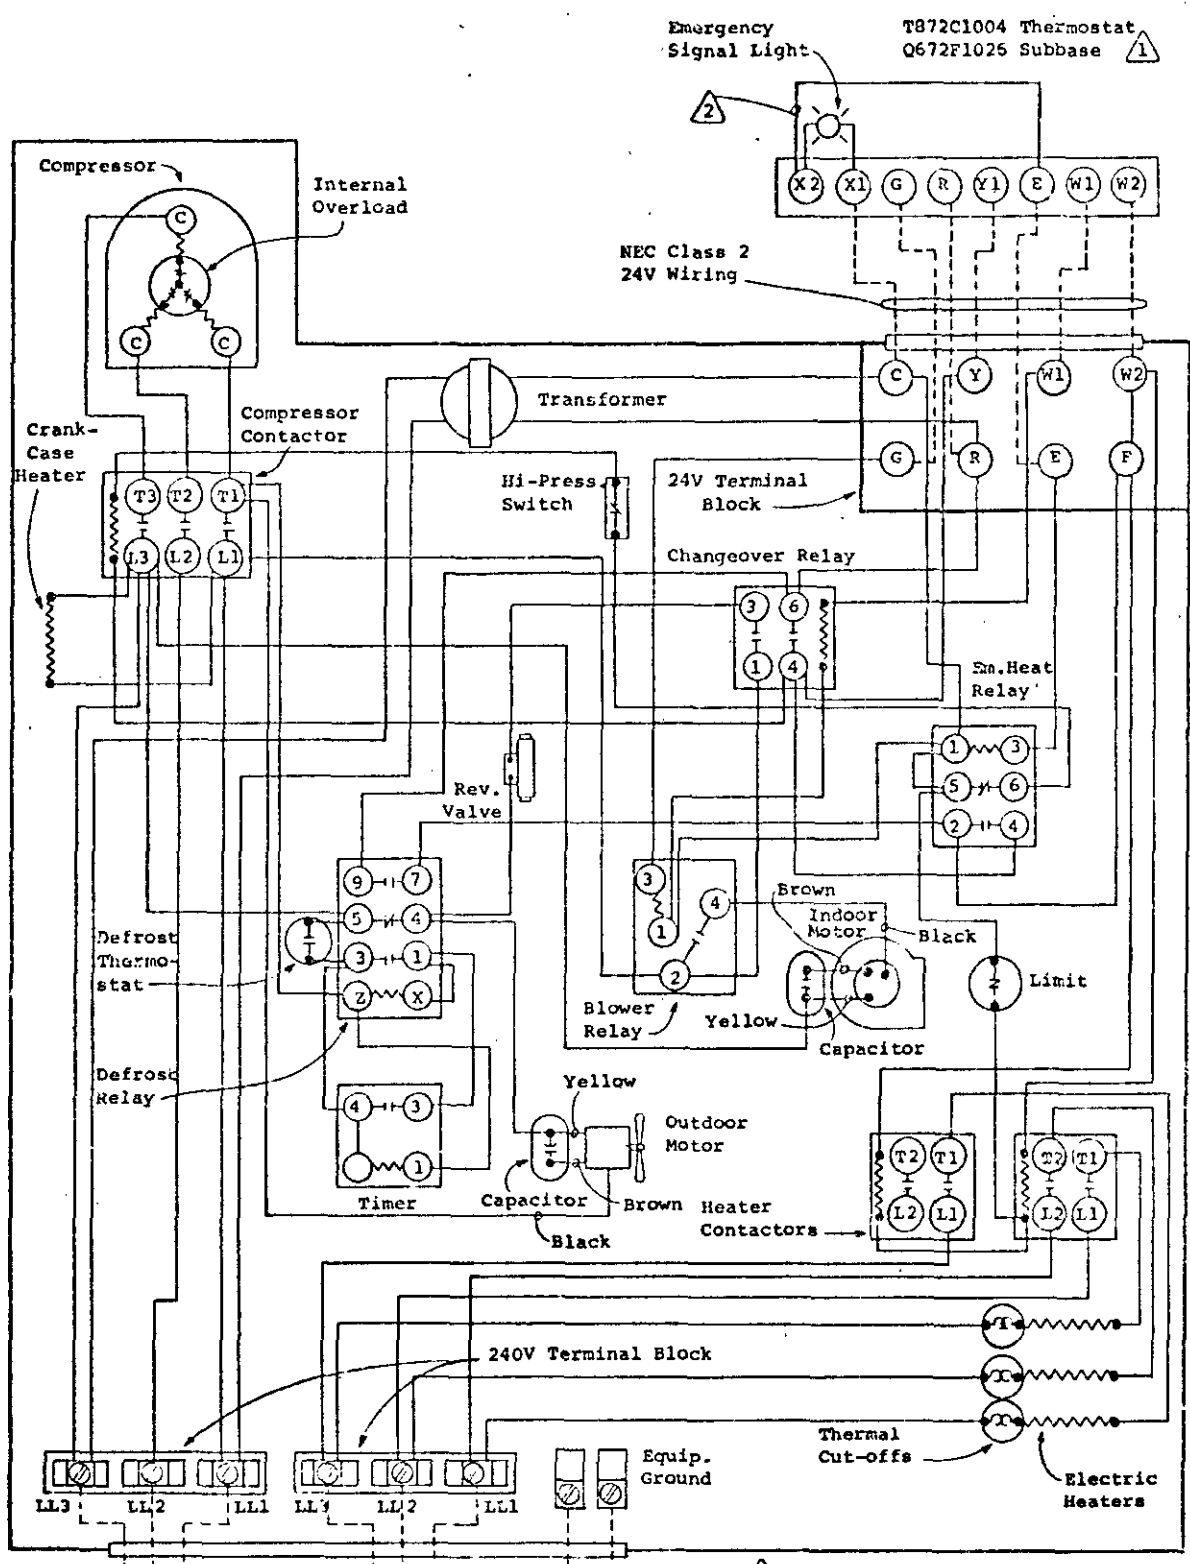 Emergency
Signal Light
T872C1004 Thermostat
Q672F1025 Subbase
1
2
X2 X1 G R Y1 E W1 W2
Compressor
Internal
Overload
C
C C
NEC Class 2
24V Wiring
C Y W1 W2
Transformer
Crank-
Case
Heater
Compressor
Contactor
G R E F
T3 T2 T1
Hi-Press.
Switch
24V Terminal
Block
L3 L2 L1
Changeover Relay
3 6
1 4
Em.Heat
Relay
1 3
5 6
2 4
Rev.
Valve
9 7
5 4
3 1
Z X
3
4
1
2
Brown
Indoor
Motor
Black
Defrost
Thermo-
stat
Limit
Blower
Relay
Yellow
Capacitor
Defrost
Relay
Yellow
4 3
1
Timer
Outdoor
Motor
Capacitor
Brown
Black
T2 T1
L2 L1
T2 T1
L2 L1
Heater
Contactors
240V Terminal Block
Thermal
Cut-offs
Equip.
Ground
Electric
Heaters
LL3 LL2 LL1
LL3 LL2 LL1